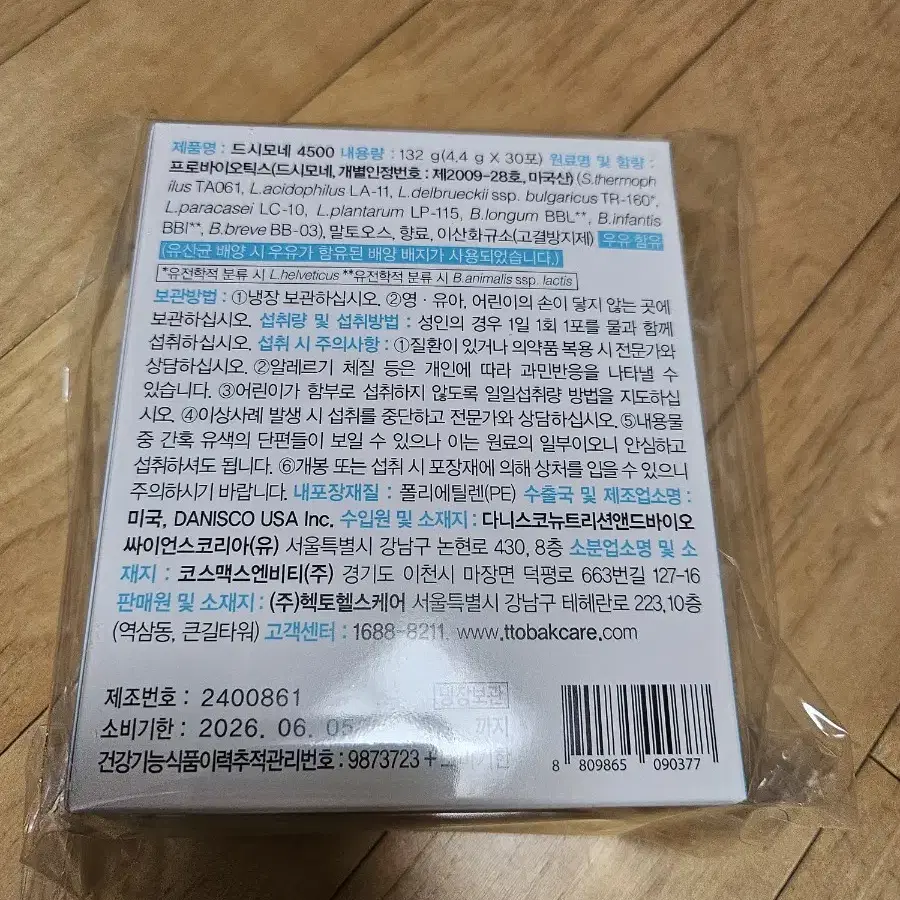 제품명 : 드시모네 4500 내용량 : 132 g(4.4 g X 30포) 원료명 및 함량 :
프로바이오틱스(드시모네, 개별인정번호 : 제2009-28호, 미국산) (S.thermoph
ilus TA061, L.acidophilus LA-11, L.delbrueckii ssp. bulgaricus TR-160*,
L.paracasei LC-10, L.plantarum LP-115, B.longum BBL**, B.infantis
BBI**, B.breve BB-03), 말토오스, 향료, 이산화규소(고결방지제) 우유 함유
(유산균 배양 시 우유가 함유된 배양 배지가 사용되었습니다.)
*유전학적 분류 시 L.helveticus **유전학적 분류 시 B.animalis ssp. lactis
보관방법 : ①냉장 보관하십시오. ②영·유아, 어린이의 손이 닿지 않는 곳에
보관하십시오. 섭취량 및 섭취방법 : 성인의 경우 1일 1회 1포를 물과 함께
섭취하십시오. 섭취 시 주의사항 : ①질환이 있거나 의약품 복용 시 전문가와
상담하십시오. ②알레르기 체질 등은 개인에 따라 과민반응을 나타낼 수
있습니다. ③어린이가 함부로 섭취하지 않도록 일일섭취량 방법을 지도하십
시오. ④이상사례 발생 시 섭취를 중단하고 전문가와 상담하십시오. ⑤내용물
중 간혹 유색의 단편들이 보일 수 있으나 이는 원료의 일부이오니 안심하고
섭취하셔도 됩니다. ⑥개봉 또는 섭취 시 포장재에 의해 상처를 입을 수 있으니
주의하시기 바랍니다. 내포장재질 : 폴리에틸렌(PE) 수출국 및 제조업소명 :
미국, DANISCO USA Inc. 수입원 및 소재지 : 다니스코뉴트리션앤드바이오
싸이언스코리아(유) 서울특별시 강남구 논현로 430, 8층 소분업소명 및 소
재지 : 코스맥스엔비티(주) 경기도 이천시 마장면 덕평로 663번길 127-16
판매원 및 소재지 : (주)헥토헬스케어 서울특별시 강남구 테헤란로 223,10층
(역삼동, 큰길타워) 고객센터 : 1688-8211, www.ttobakcare.com
제조번호 : 2400861 냉장보관
소비기한 : 2026. 06. 05 까지
건강기능식품이력추적관리번호 : 9873723 + 소비기한
8 809865 090377